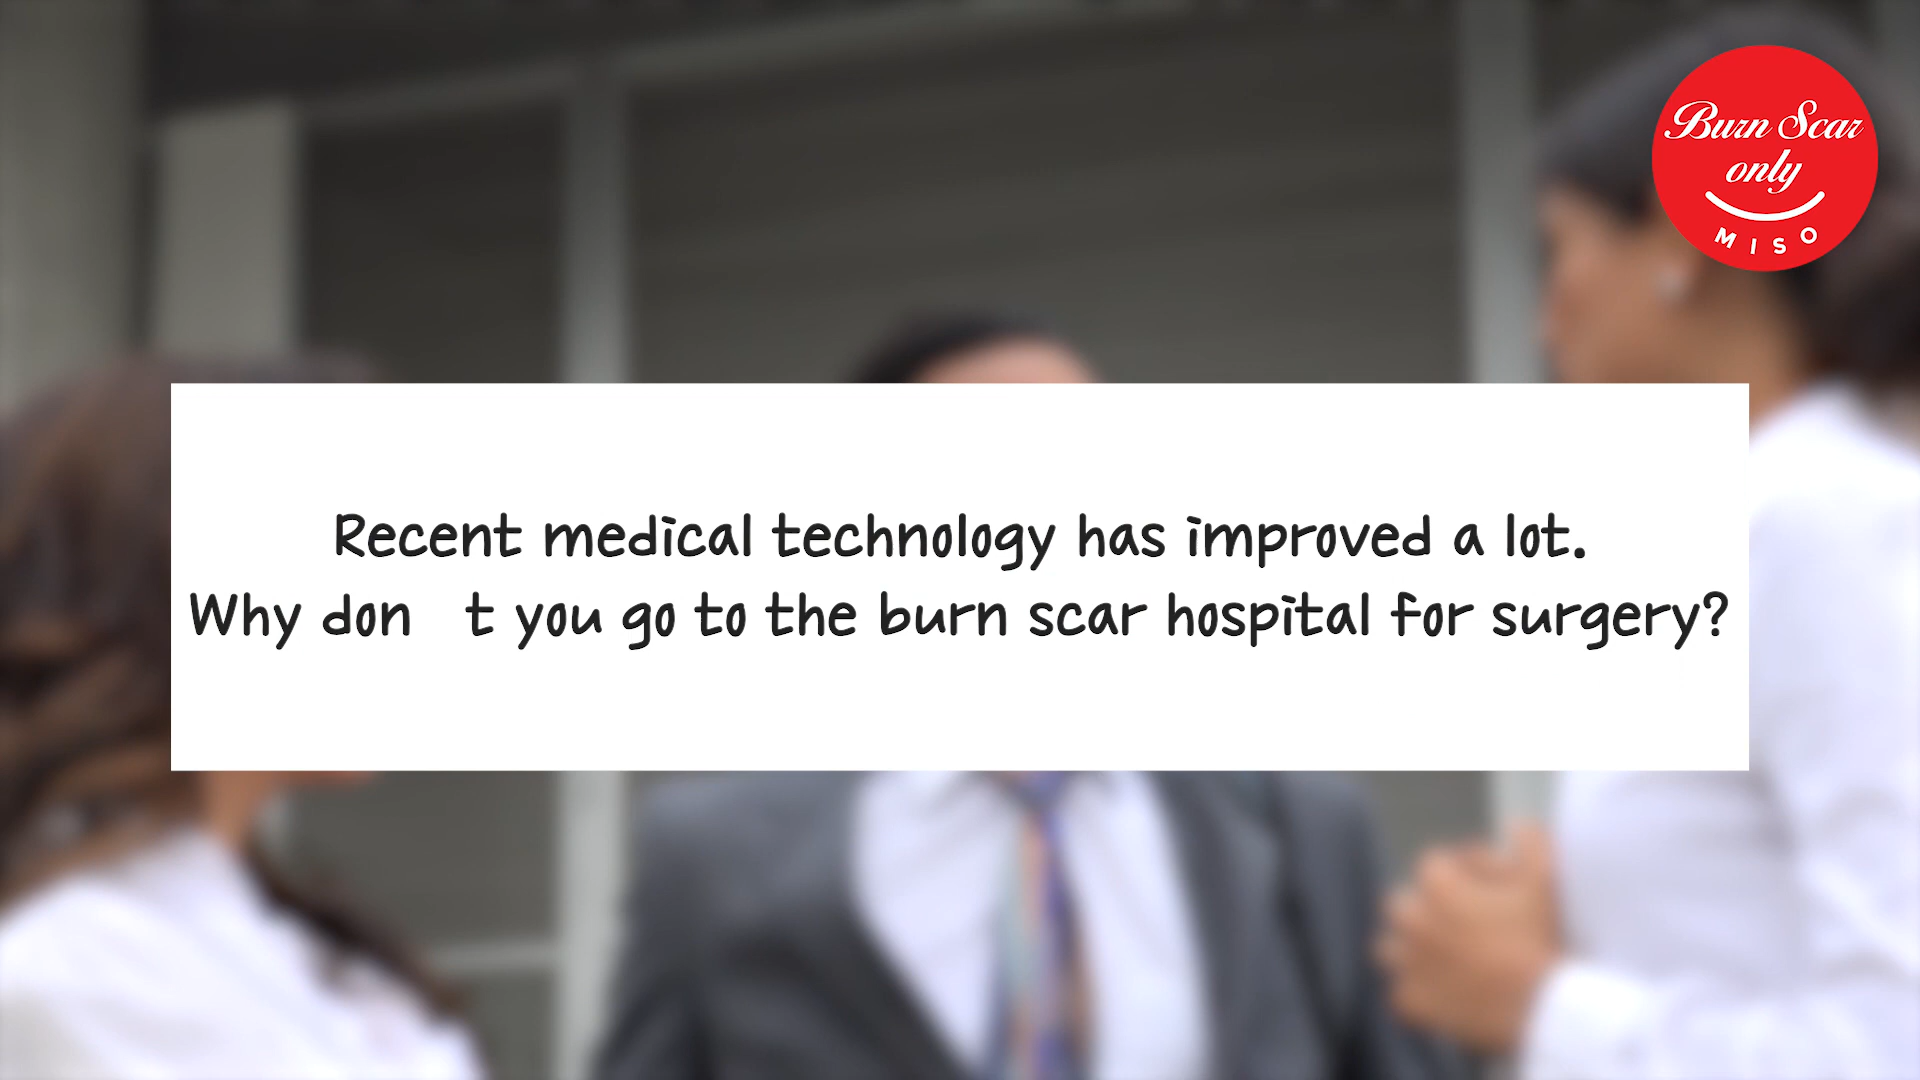 Burn Scar
only
MISO
Recent medical technology has improved a lot.
Why don   t you go to the burn scar hospital for surgery?